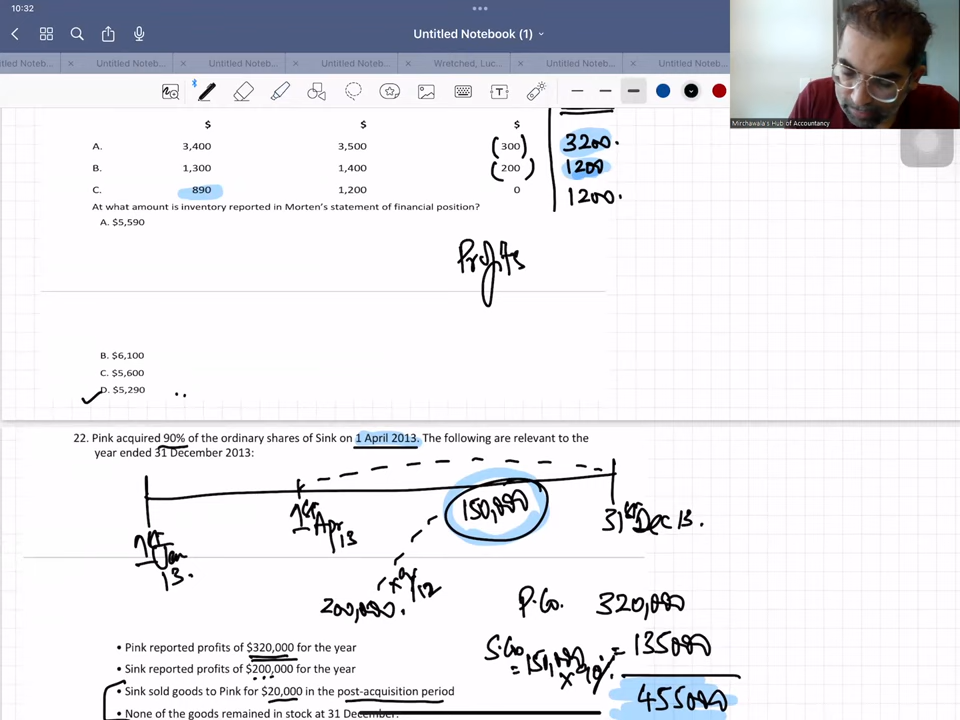 10:32
Untitled Notebook (1)
Untitled Noteb...
Untitled Noteb...
Untitled Noteb...
Untitled Noteb...
Wretched, Luc...
Untitled Noteb...
Untitled Noteb...
Mirchawala's Hub of Accountancy
$ $ $
A. 3,400 3,500 (300) 3200.
B. 1,300 1,400 (200) 1200
C. 890 1,200 0 1200.
At what amount is inventory reported in Morten's statement of financial position?
A. $5,590
Profits
B. $6,100
C. $5,600
D. $5,290
22. Pink acquired 90% of the ordinary shares of Sink on 1 April 2013. The following are relevant to the
year ended 31 December 2013:
150,000
1st Apr 13
31st Dec 13.
1st Jan 13.
x 9/12
200,000.
P.Co. 320,000
S.Co = 150,000 x 90% = 135000
455000
• Pink reported profits of $320,000 for the year
• Sink reported profits of $200,000 for the year
• Sink sold goods to Pink for $20,000 in the post-acquisition period
• None of the goods remained in stock at 31 December.